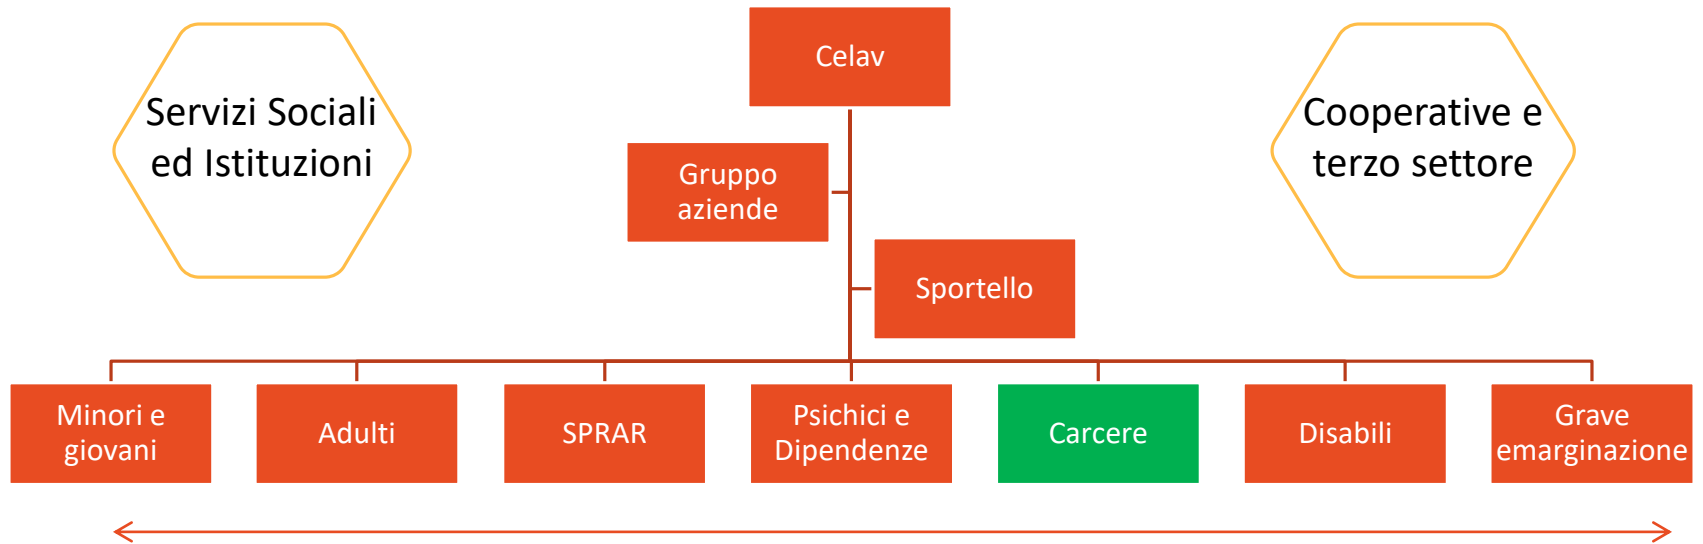 Celav
Servizi Sociali
ed Istituzioni
Cooperative e
terzo settore
Gruppo
aziende
Sportello
Minori e
giovani
Adulti
SPRAR
Psichici e
Dipendenze
Carcere
Disabili
Grave
emarginazione